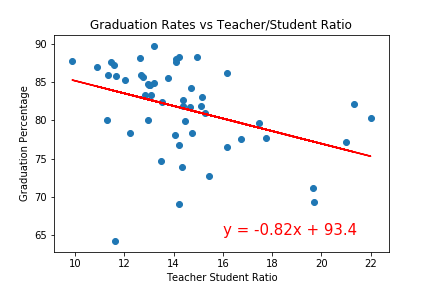 Graduation Rates vs Teacher/Student Ratio
Graduation Percentage
90
85
80
75
70
65
y = -0.82x + 93.4
10 12 14 16 18 20 22
Teacher Student Ratio